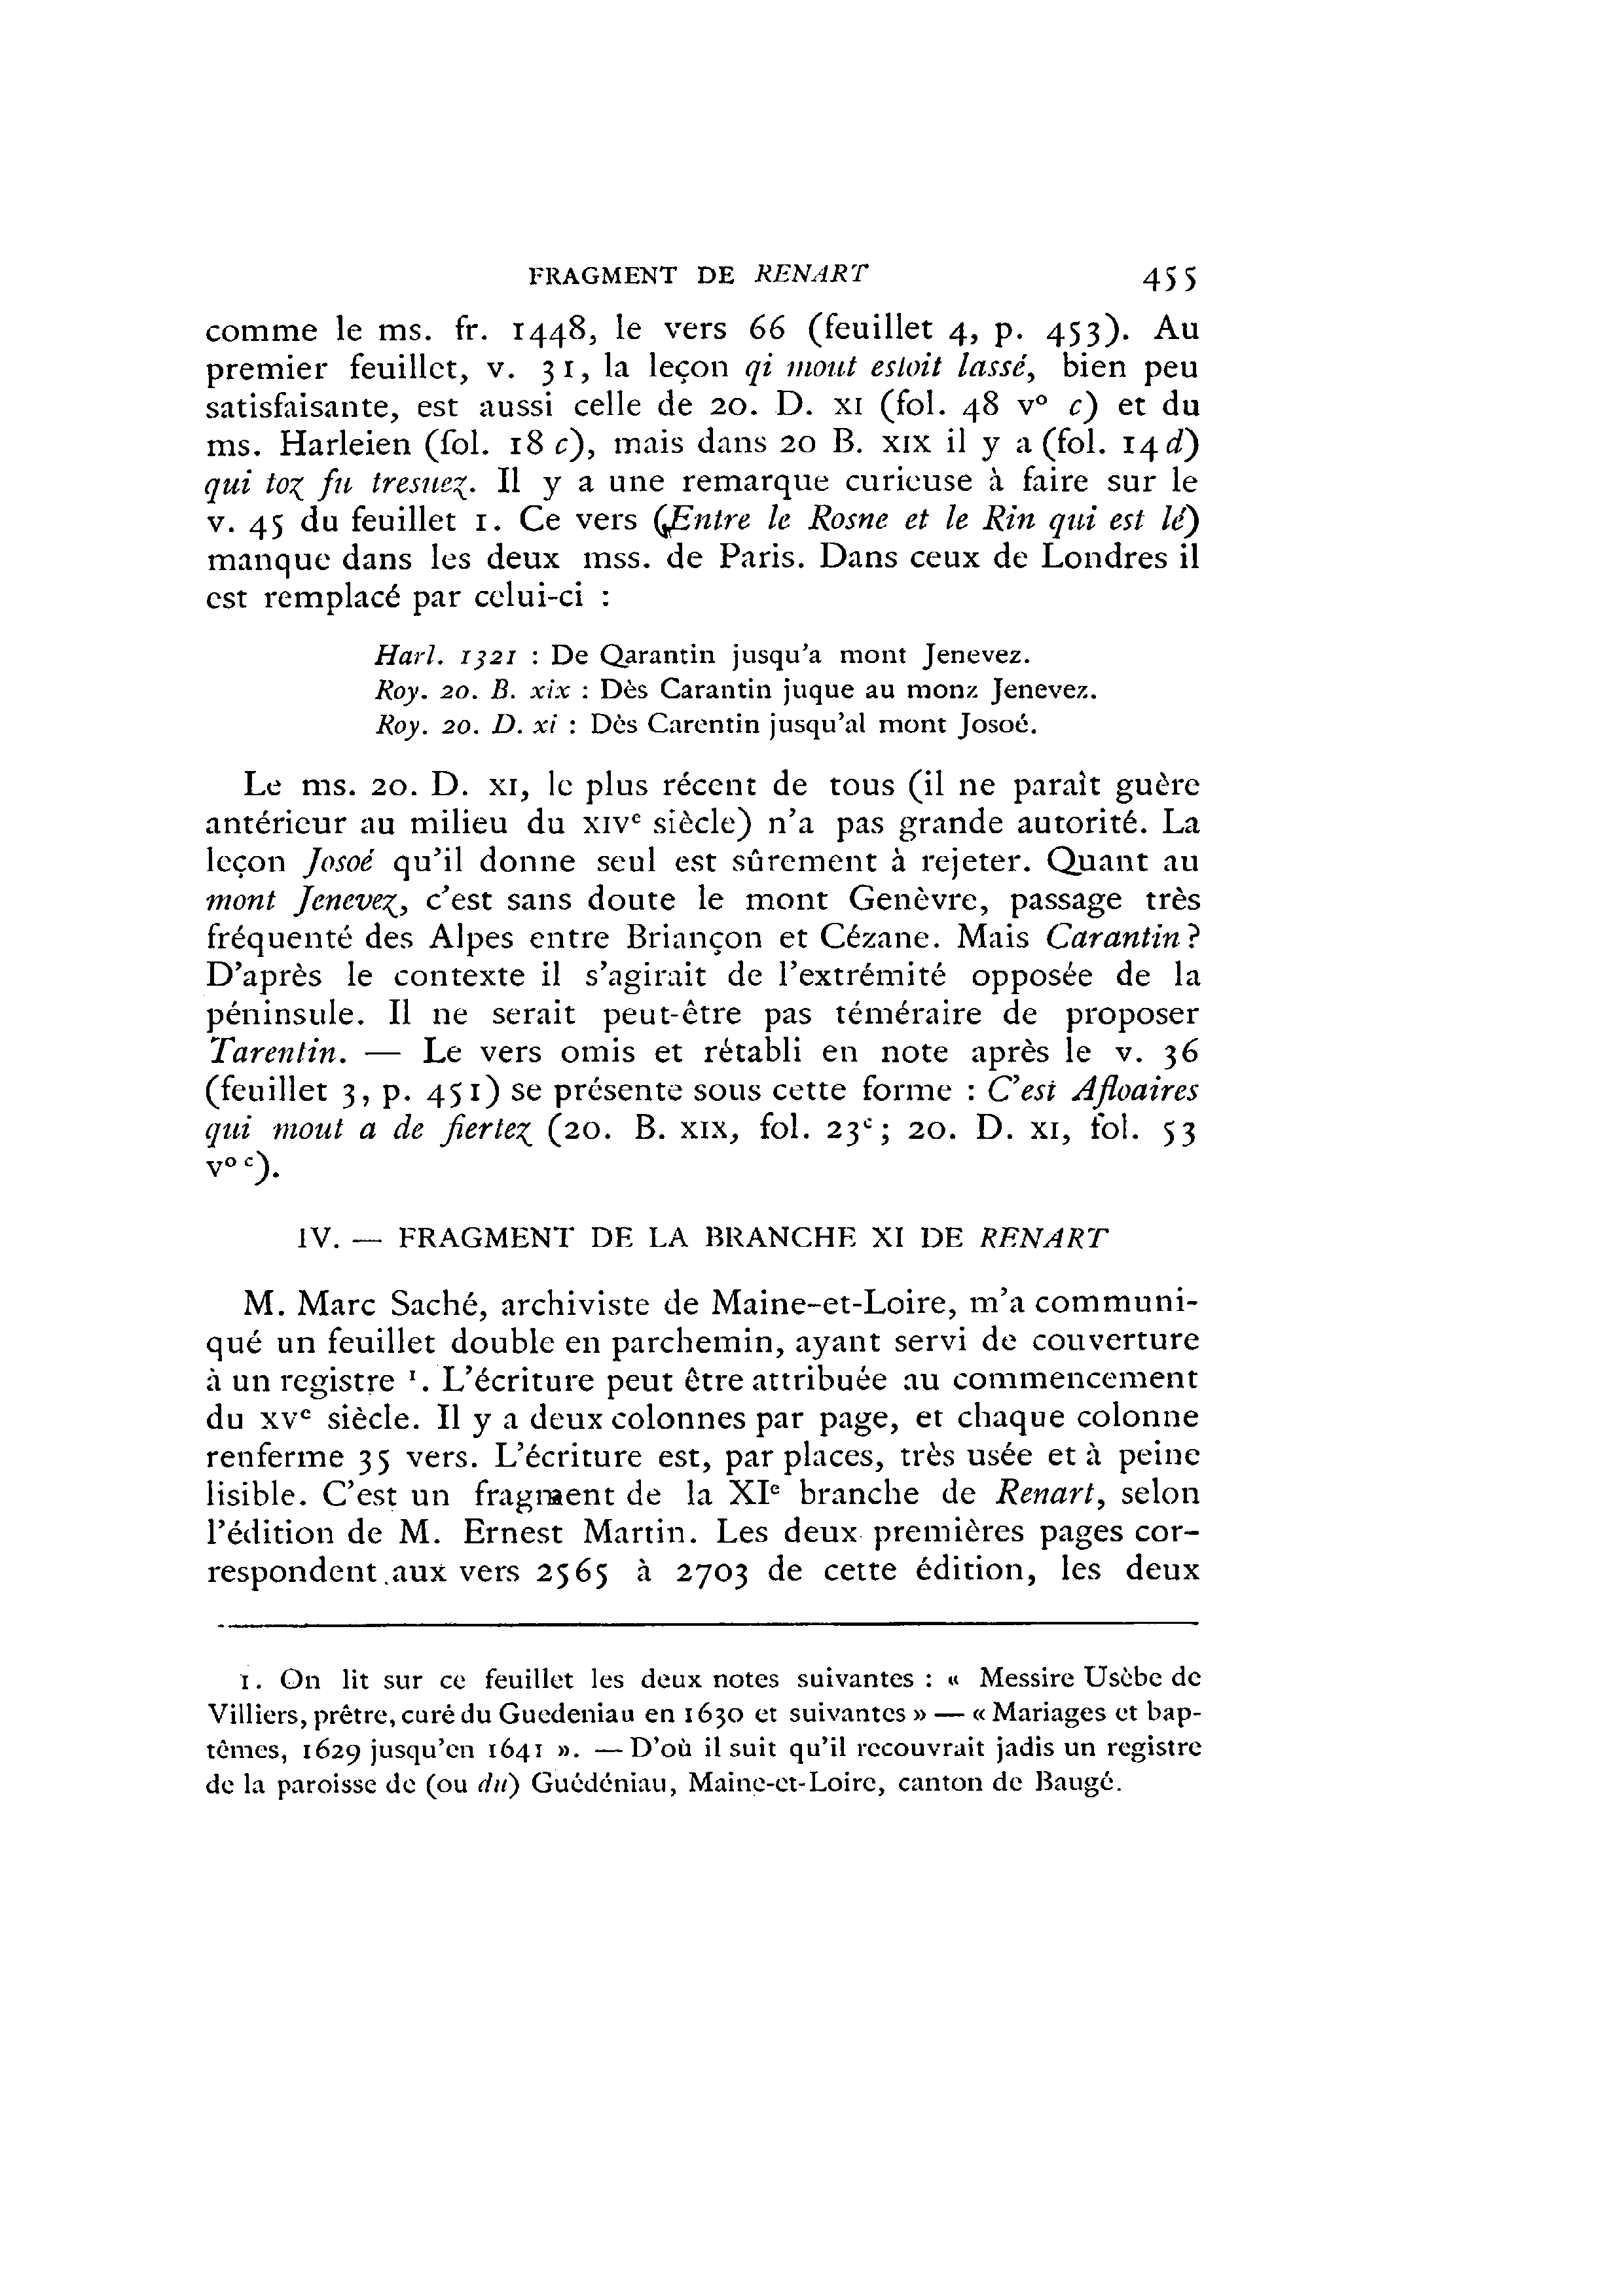 FRAGMENT DE RENART 455
comme le ms. fr. 1448, le vers 66 (feuillet 4, p. 453). Au
premier feuillet, v. 31, la leçon qi mout estoit lassé, bien peu
satisfaisante, est aussi celle de 20. D. XI (fol. 48 vº c) et du
ms. Harleien (fol. 18 c), mais dans 20 B. XIX il y a (fol. 14 d)
qui toz fu tresuez. Il y a une remarque curieuse à faire sur le
v. 45 du feuillet 1. Ce vers (Entre le Rosne et le Rin qui est lé)
manque dans les deux mss. de Paris. Dans ceux de Londres il
est remplacé par celui-ci :
Harl. 1321 : De Qarantin jusqu'a mont Jenevez.
Roy. 20. B. xix : Dès Carantin juque au monz Jenevez.
Roy. 20. D. xi : Dès Carentin jusqu'al mont Josoé.
Le ms. 20. D. XI, le plus récent de tous (il ne paraît guère
antérieur au milieu du XIVe siècle) n'a pas grande autorité. La
leçon Josoé qu'il donne seul est sûrement à rejeter. Quant au
mont Jenevez, c'est sans doute le mont Genèvre, passage très
fréquenté des Alpes entre Briançon et Cézane. Mais Carantin?
D'après le contexte il s'agirait de l'extrémité opposée de la
péninsule. Il ne serait peut-être pas téméraire de proposer
Tarentin. — Le vers omis et rétabli en note après le v. 36
(feuillet 3, p. 451) se présente sous cette forme : C'est Afloaires
qui mout a de fiertez (20. B. XIX, fol. 23c; 20. D. XI, fol. 53
vº c).
IV. — FRAGMENT DE LA BRANCHE XI DE RENART
M. Marc Saché, archiviste de Maine-et-Loire, m'a communi-
qué un feuillet double en parchemin, ayant servi de couverture
à un registre 1. L'écriture peut être attribuée au commencement
du XVe siècle. Il y a deux colonnes par page, et chaque colonne
renferme 35 vers. L'écriture est, par places, très usée et à peine
lisible. C'est un fragment de la XIe branche de Renart, selon
l'édition de M. Ernest Martin. Les deux premières pages cor-
respondent aux vers 2565 à 2703 de cette édition, les deux
1. On lit sur ce feuillet les deux notes suivantes : « Messire Usèbe de
Villiers, prêtre, curé du Guedeniau en 1630 et suivantes » — « Mariages et bap-
têmes, 1629 jusqu'en 1641 ». — D'où il suit qu'il recouvrait jadis un registre
de la paroisse de (ou du) Guédéniau, Maine-et-Loire, canton de Baugé.